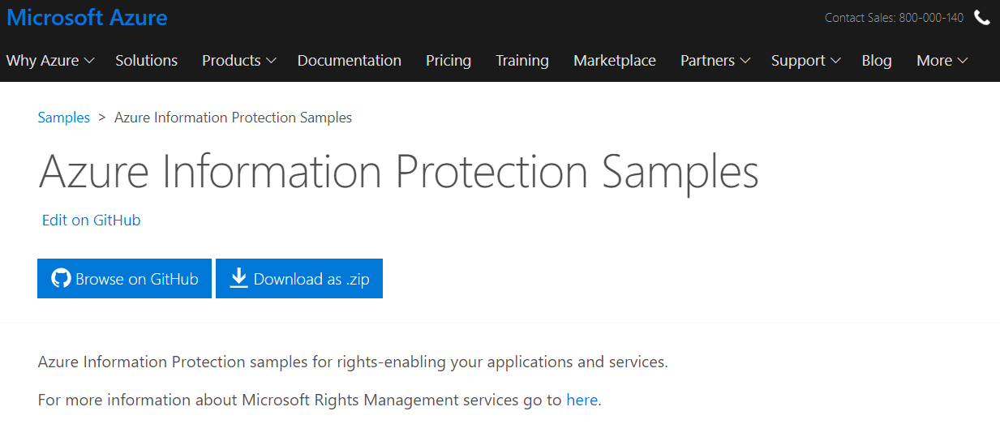 Microsoft Azure
Contact Sales: 800-000-140
Why Azure Solutions Products Documentation Pricing Training Marketplace Partners Support Blog More
Samples > Azure Information Protection Samples
Azure Information Protection Samples
Edit on GitHub
Browse on GitHub
Download as .zip
Azure Information Protection samples for rights-enabling your applications and services.
For more information about Microsoft Rights Management services go to here.